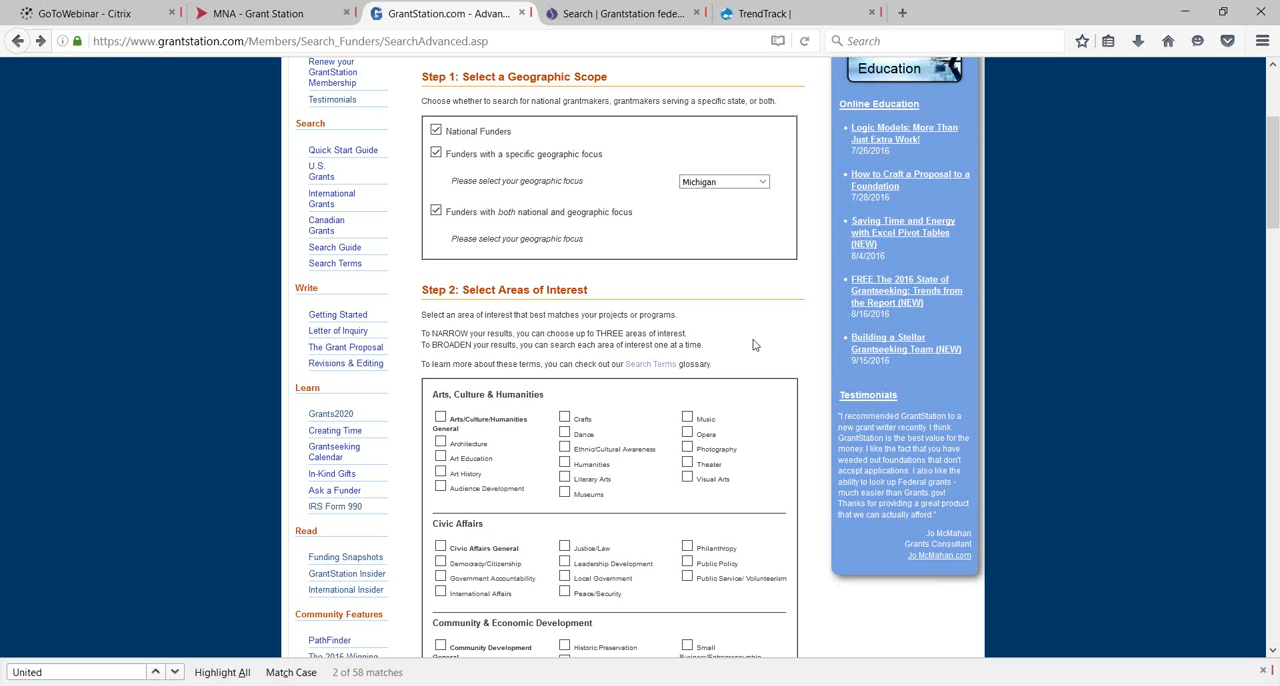 GoToWebinar - Citrix
MNA - Grant Station
GrantStation.com - Advan...
Search | Grantstation fede...
TrendTrack |
https://www.grantstation.com/Members/Search_Funders/SearchAdvanced.asp
Search
Renew your
GrantStation
Membership
Testimonials
Search
Quick Start Guide
U.S.
Grants
International
Grants
Canadian
Grants
Search Guide
Search Terms
Write
Getting Started
Letter of Inquiry
The Grant Proposal
Revisions & Editing
Learn
Grants2020
Creating Time
Grantseeking
Calendar
In-Kind Gifts
Ask a Funder
IRS Form 990
Read
Funding Snapshots
GrantStation Insider
International Insider
Community Features
PathFinder
The 2015 Winning
Step 1: Select a Geographic Scope
Choose whether to search for national grantmakers, grantmakers serving a specific state, or both.
National Funders
Funders with a specific geographic focus
Please select your geographic focus
Michigan
Funders with both national and geographic focus
Please select your geographic focus
Step 2: Select Areas of Interest
Select an area of interest that best matches your projects or programs.
To NARROW your results, you can choose up to THREE areas of interest.
To BROADEN your results, you can search each area of interest one at a time.
To learn more about these terms, you can check out our Search Terms glossary.
Arts, Culture & Humanities
Arts/Culture/Humanities
General
Architecture
Art Education
Art History
Audience Development
Crafts
Dance
Ethnic/Cultural Awareness
Humanities
Literary Arts
Museums
Music
Opera
Photography
Theater
Visual Arts
Civic Affairs
Civic Affairs General
Democracy/Citizenship
Government Accountability
International Affairs
Justice/Law
Leadership Development
Local Government
Peace/Security
Philanthropy
Public Policy
Public Service/ Volunteerism
Community & Economic Development
Community Development
General
Historic Preservation
Small
Business/Entrepreneurship
Education
Online Education
• Logic Models: More Than
Just Extra Work!
7/26/2016
• How to Craft a Proposal to a
Foundation
7/28/2016
• Saving Time and Energy
with Excel Pivot Tables
(NEW)
8/4/2016
• FREE The 2016 State of
Grantseeking: Trends from
the Report (NEW)
8/16/2016
• Building a Stellar
Grantseeking Team (NEW)
9/15/2016
Testimonials
"I recommended GrantStation to a
new grant writer recently. I think
GrantStation is the best value for the
money. I like the fact that you have
weeded out foundations that don't
accept applications. I also like the
ability to look up Federal grants -
much easier than Grants.gov!
Thanks for providing a great product
that we can actually afford."
Jo McMahan
Grants Consultant
Jo McMahan.com
United
Highlight All
Match Case
2 of 58 matches